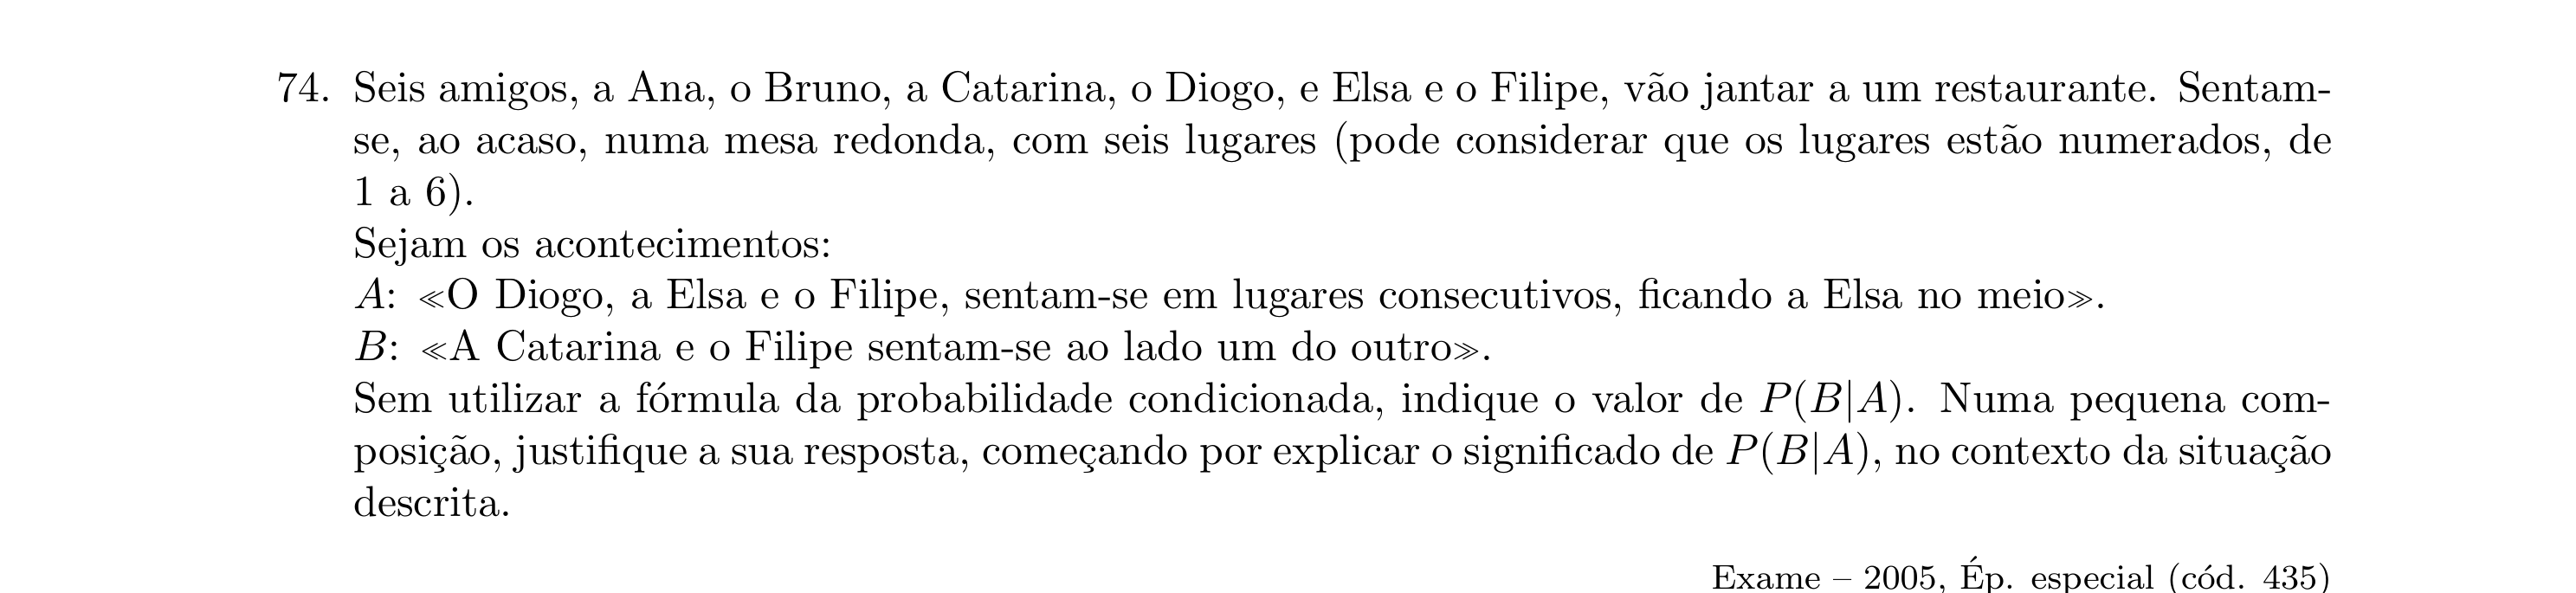 74. Seis amigos, a Ana, o Bruno, a Catarina, o Diogo, e Elsa e o Filipe, vão jantar a um restaurante. Sentam-
se, ao acaso, numa mesa redonda, com seis lugares (pode considerar que os lugares estão numerados, de
1 a 6).
Sejam os acontecimentos:
A: ≪O Diogo, a Elsa e o Filipe, sentam-se em lugares consecutivos, ficando a Elsa no meio≫.
B: ≪A Catarina e o Filipe sentam-se ao lado um do outro≫.
Sem utilizar a fórmula da probabilidade condicionada, indique o valor de P(B|A). Numa pequena com-
posição, justifique a sua resposta, começando por explicar o significado de P(B|A), no contexto da situação
descrita.
Exame – 2005, Ép. especial (cód. 435)